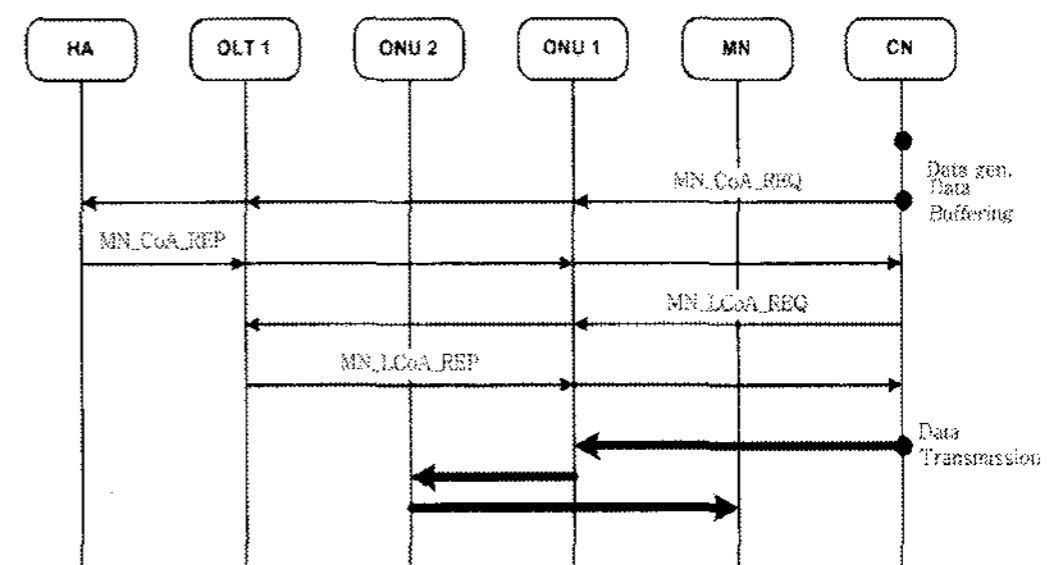 HA
OLT 1
ONU 2
ONU 1
MN
CN
Data gen.
MN_CoA_REQ
Data
Buffering
MN_CoA_REP
MN_LCoA_REQ
MN_LCoA_REP
Data
Transmission